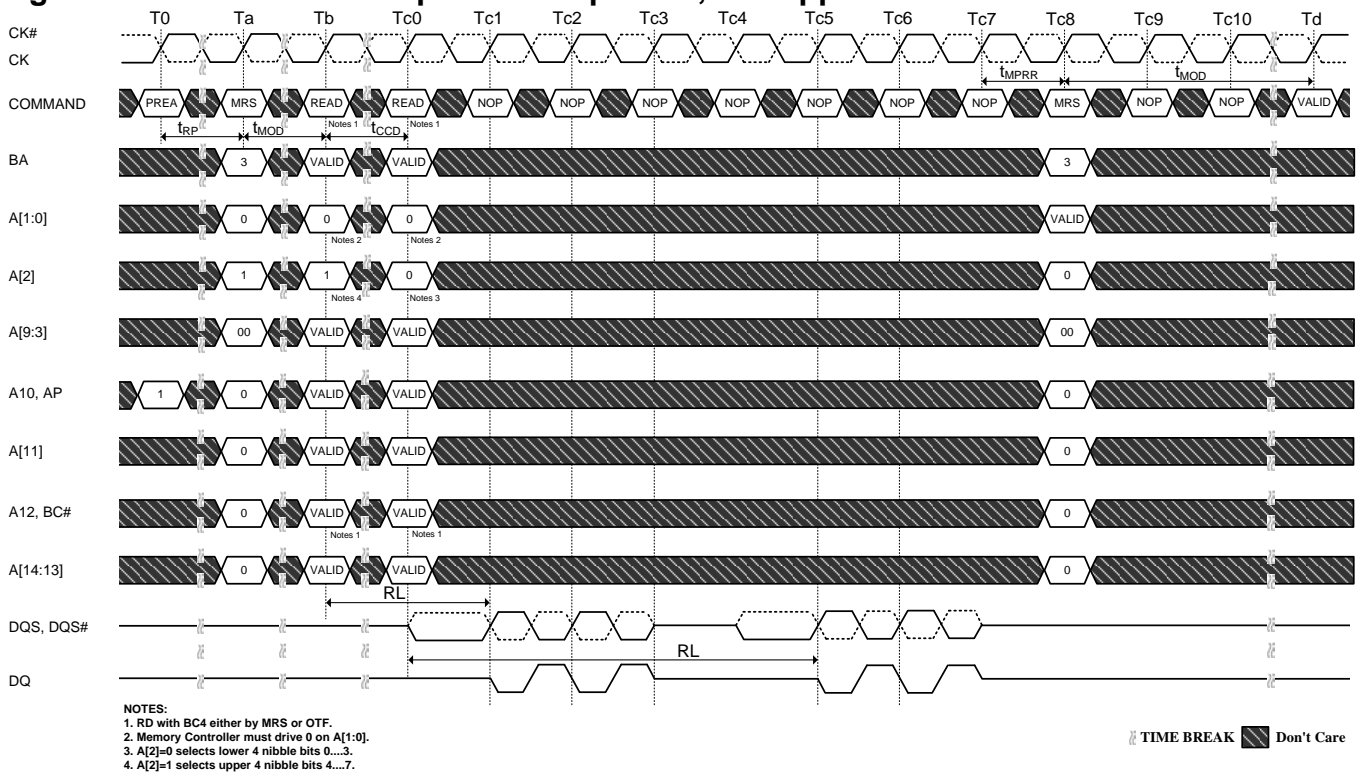 T0 Ta Tb Tc0 Tc1 Tc2 Tc3 Tc4 Tc5 Tc6 Tc7 Tc8 Tc9 Tc10 Td
CK#
CK
tMPRR tMOD
COMMAND PREA MRS READ READ NOP NOP NOP NOP NOP NOP NOP MRS NOP NOP VALID
Notes 1 Notes 1
tRP tMOD tCCD
BA 3 VALID VALID 3
A[1:0] 0 0 0 VALID
Notes 2 Notes 2
A[2] 1 1 0 0
Notes 4 Notes 3
A[9:3] 00 VALID VALID 00
A10, AP 1 0 VALID VALID 0
A[11] 0 VALID VALID 0
A12, BC# 0 VALID VALID 0
Notes 1 Notes 1
A[14:13] 0 VALID VALID 0
RL
DQS, DQS#
RL
DQ
NOTES:
1. RD with BC4 either by MRS or OTF.
2. Memory Controller must drive 0 on A[1:0].
3. A[2]=0 selects lower 4 nibble bits 0....3.
4. A[2]=1 selects upper 4 nibble bits 4....7.
TIME BREAK Don't Care